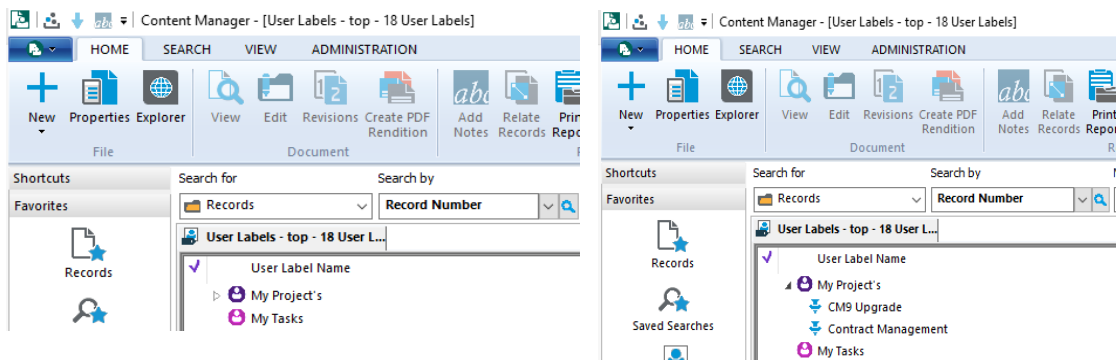 Content Manager - [User Labels - top - 18 User Labels]
HOME SEARCH VIEW ADMINISTRATION
abc
New Properties Explorer View Edit Revisions Create PDF Rendition Add Notes Relate Records
File Document
Shortcuts Search for Search by
Favorites Records Record Number
User Labels - top - 18 User L...
User Label Name
Records
My Project's
My Tasks
Content Manager - [User Labels - top - 18 User Labels]
HOME SEARCH VIEW ADMINISTRATION
New Properties Explorer View Edit Revisions Create PDF Rendition Add Notes Relate Records Print
File Document
Shortcuts Search for Search by
Favorites Records Record Number
User Labels - top - 18 User L...
User Label Name
Records
My Project's
CM9 Upgrade
Saved Searches
Contract Management
My Tasks